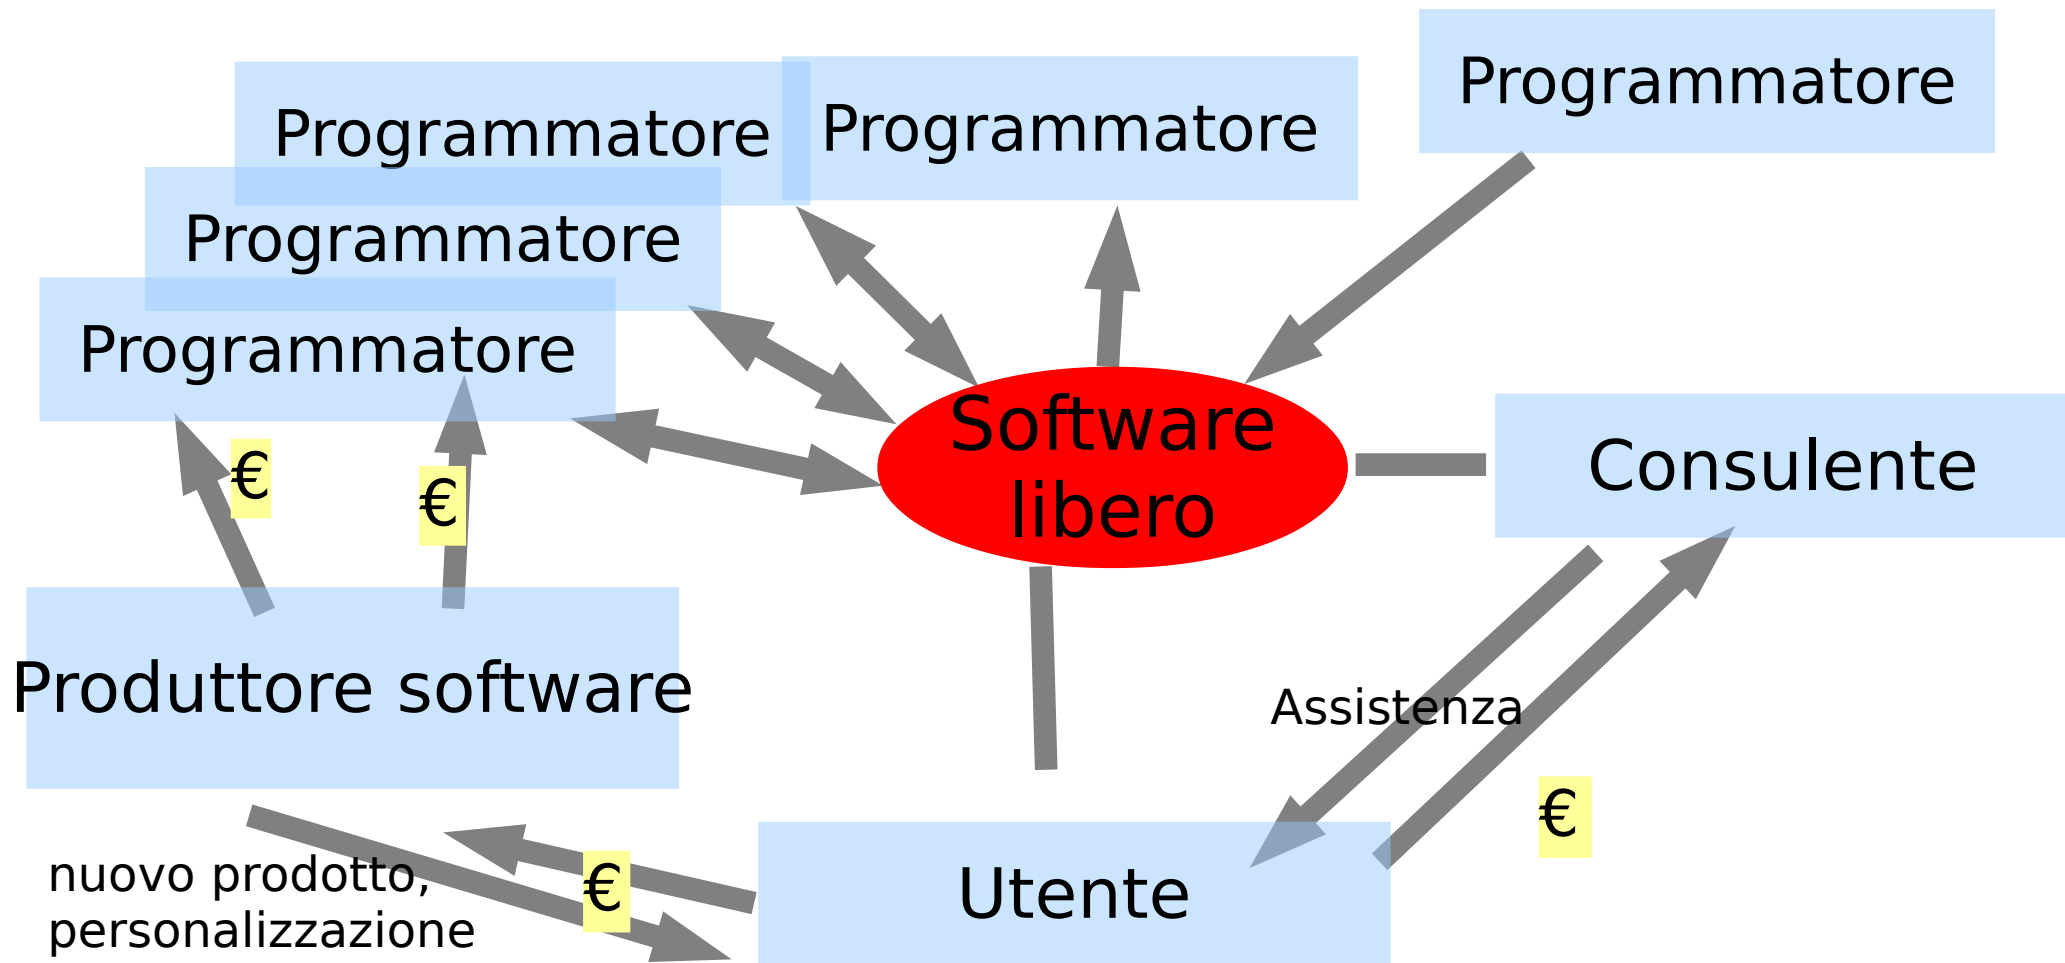 Programmatore
Programmatore
Programmatore
Programmatore
Programmatore
Software
libero
Consulente
€
€
Produttore software
Assistenza
€
nuovo prodotto,
personalizzazione
€
Utente